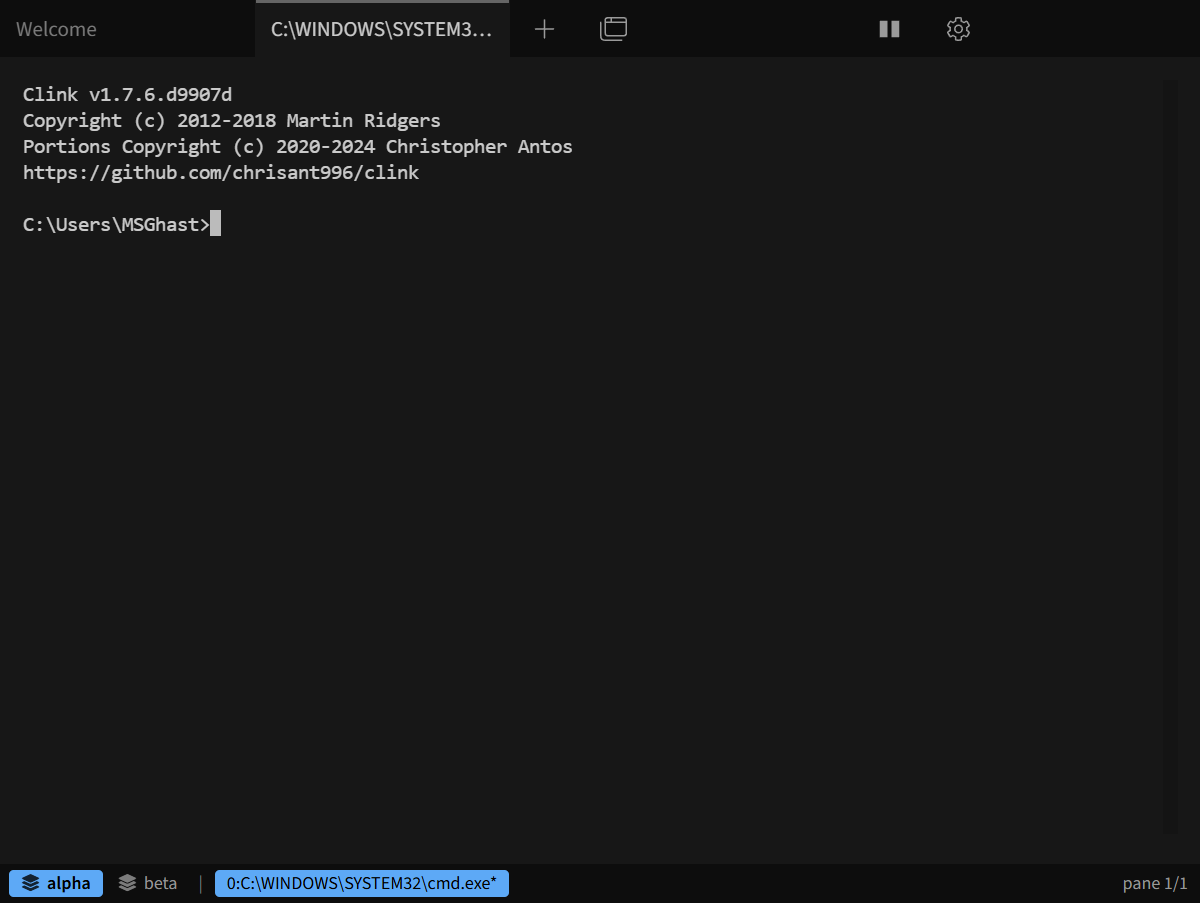 Welcome
C:\WINDOWS\SYSTEM3…
Clink v1.7.6.d9907d
Copyright (c) 2012-2018 Martin Ridgers
Portions Copyright (c) 2020-2024 Christopher Antos
https://github.com/chrisant996/clink
C:\Users\MSGhast>
alpha
beta
|
0:C:\WINDOWS\SYSTEM32\cmd.exe*
pane 1/1